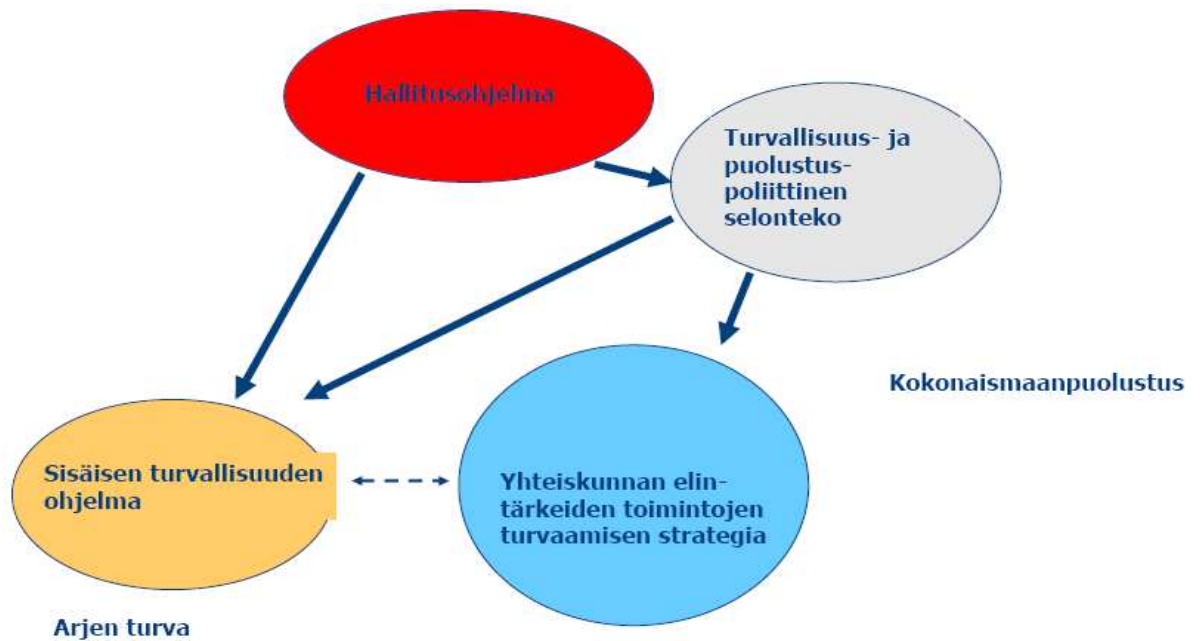 Hallitusohjelma
Turvallisuus- ja
puolustus-
poliittinen
selonteko
Kokonaismaanpuolustus
Sisäisen turvallisuuden
ohjelma
Yhteiskunnan elin-
tärkeiden toimintojen
turvaamisen strategia
Arjen turva